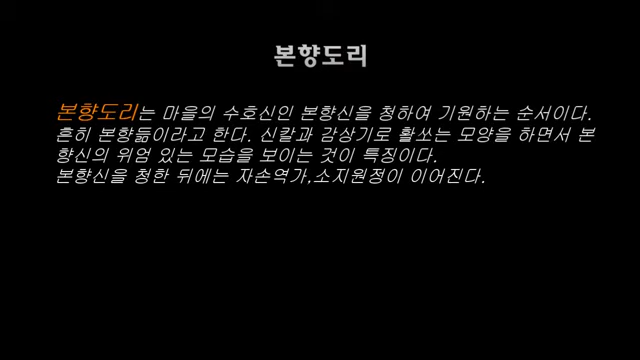 본향도리
본향도리는 마을의 수호신인 본향신을 청하여 기원하는 순서이다.
흔히 본향듦이라고 한다. 신칼과 감상기로 활쏘는 모양을 하면서 본
향신의 위엄 있는 모습을 보이는 것이 특징이다.
본향신을 청한 뒤에는 자손역가,소지원정이 이어진다.